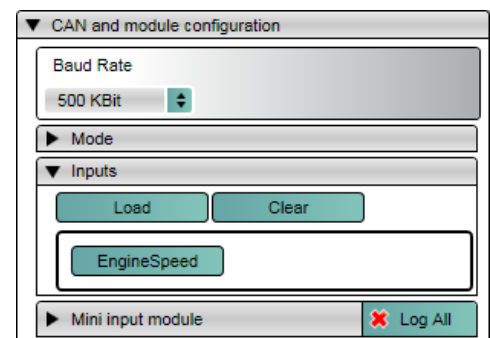 CAN and module configuration
Baud Rate
500 KBit
Mode
Inputs
Load Clear
EngineSpeed
Mini input module Log All